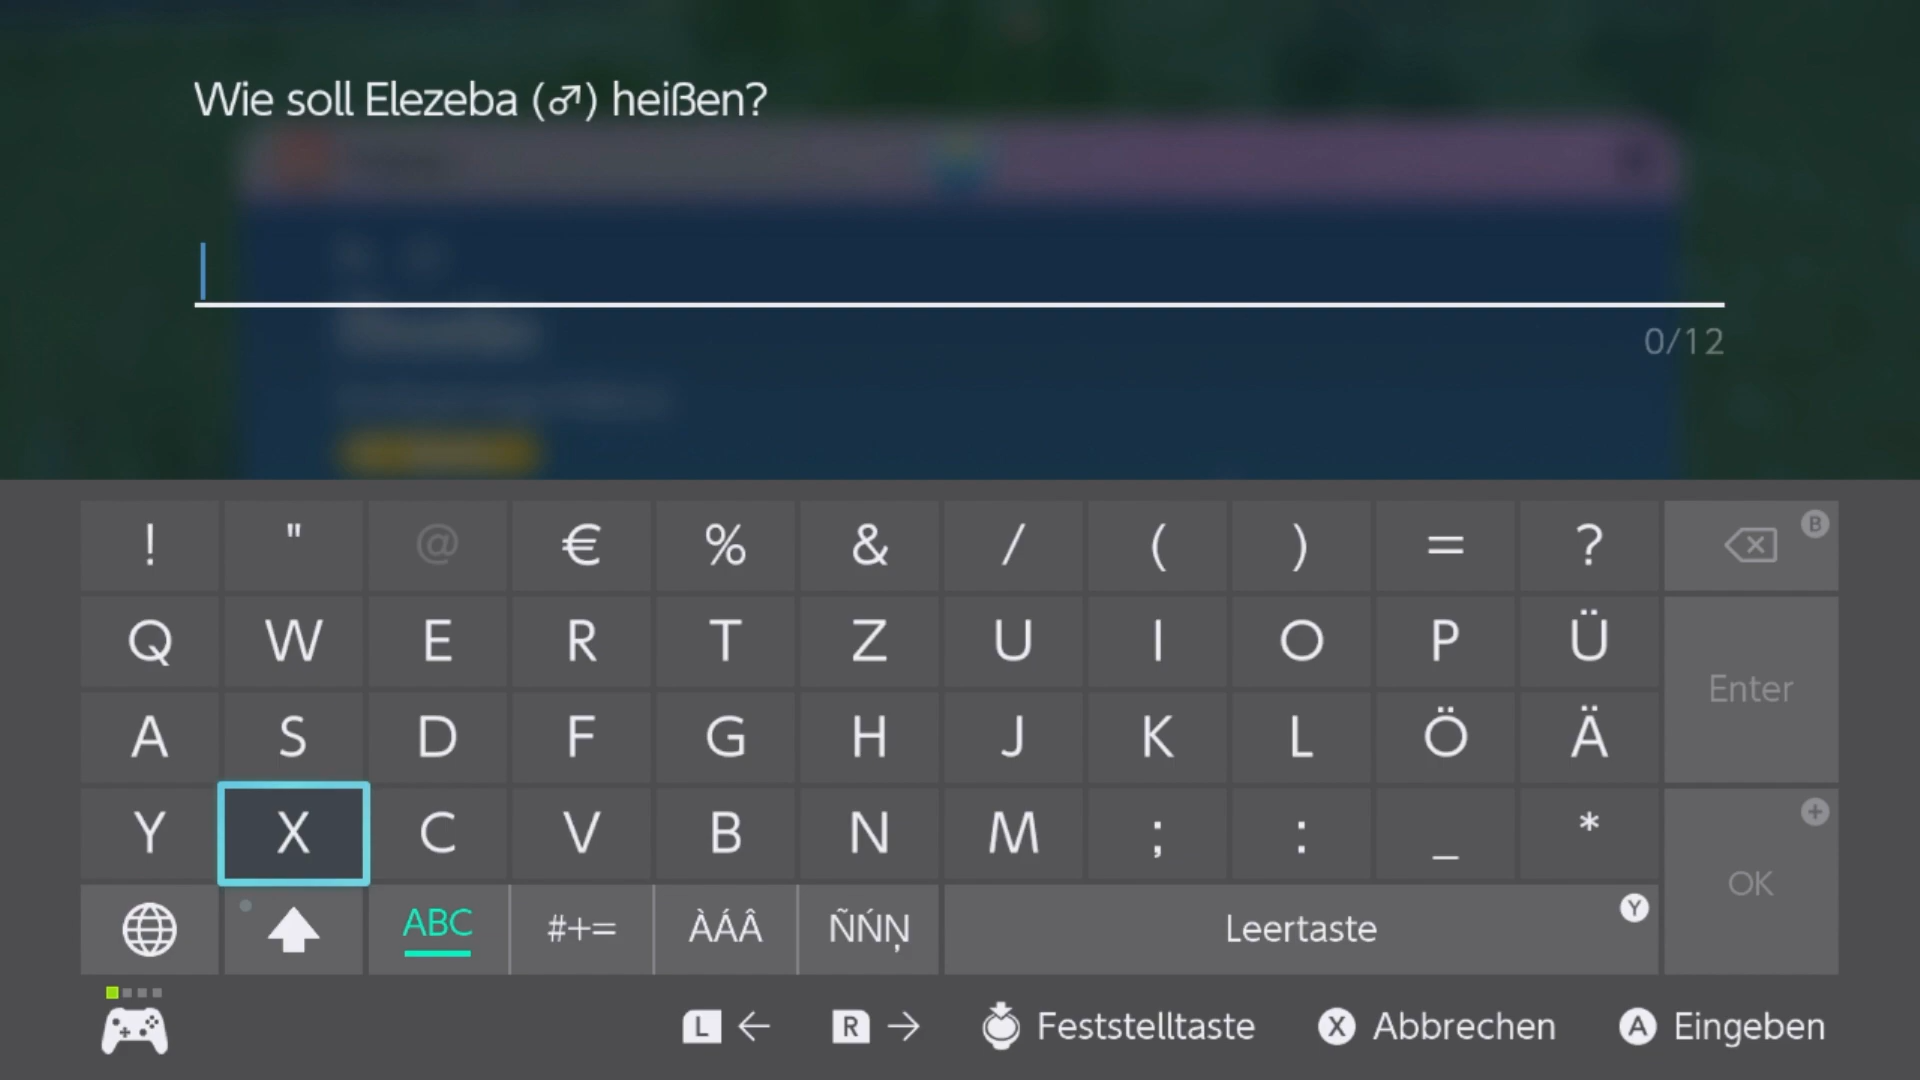 Wie soll Elezeba (♂) heißen?
0/12
! " @ € % & / ( ) = ? B
Q W E R T Z U I O P Ü
Enter
A S D F G H J K L Ö Ä
Y X C V B N M ; : _ *
OK
ABC #+= ÀÁÂ ÑŃŅ Leertaste Y
L ← R → Feststelltaste X Abbrechen A Eingeben